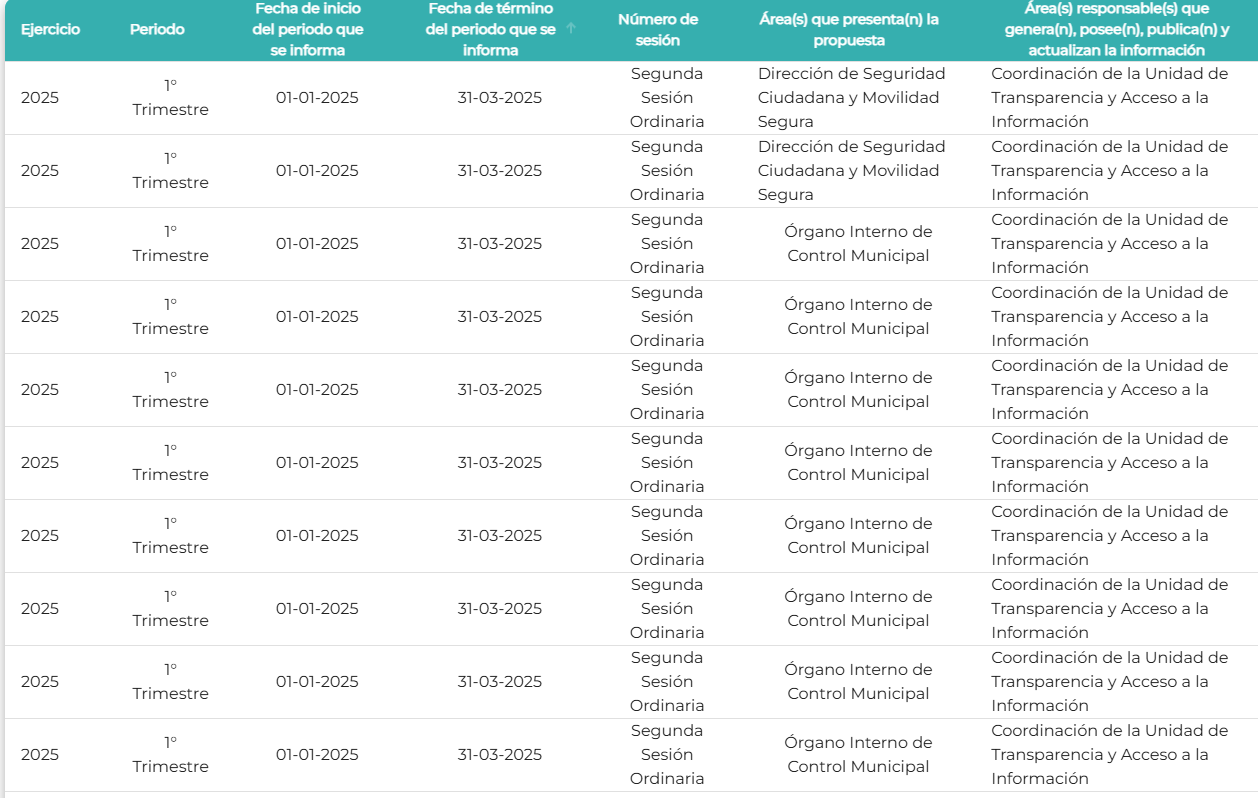 Ejercicio
Periodo
Fecha de inicio
del periodo que
se informa
Fecha de término
del periodo que se
informa
Número de
sesión
Área(s) que presenta(n) la
propuesta
Área(s) responsable(s) que
genera(n), posee(n), publica(n) y
actualizan la información
2025
1°
Trimestre
01-01-2025
31-03-2025
Segunda
Sesión
Ordinaria
Dirección de Seguridad
Ciudadana y Movilidad
Segura
Coordinación de la Unidad de
Transparencia y Acceso a la
Información
2025
1°
Trimestre
01-01-2025
31-03-2025
Segunda
Sesión
Ordinaria
Dirección de Seguridad
Ciudadana y Movilidad
Segura
Coordinación de la Unidad de
Transparencia y Acceso a la
Información
2025
1°
Trimestre
01-01-2025
31-03-2025
Segunda
Sesión
Ordinaria
Órgano Interno de
Control Municipal
Coordinación de la Unidad de
Transparencia y Acceso a la
Información
2025
1°
Trimestre
01-01-2025
31-03-2025
Segunda
Sesión
Ordinaria
Órgano Interno de
Control Municipal
Coordinación de la Unidad de
Transparencia y Acceso a la
Información
2025
1°
Trimestre
01-01-2025
31-03-2025
Segunda
Sesión
Ordinaria
Órgano Interno de
Control Municipal
Coordinación de la Unidad de
Transparencia y Acceso a la
Información
2025
1°
Trimestre
01-01-2025
31-03-2025
Segunda
Sesión
Ordinaria
Órgano Interno de
Control Municipal
Coordinación de la Unidad de
Transparencia y Acceso a la
Información
2025
1°
Trimestre
01-01-2025
31-03-2025
Segunda
Sesión
Ordinaria
Órgano Interno de
Control Municipal
Coordinación de la Unidad de
Transparencia y Acceso a la
Información
2025
1°
Trimestre
01-01-2025
31-03-2025
Segunda
Sesión
Ordinaria
Órgano Interno de
Control Municipal
Coordinación de la Unidad de
Transparencia y Acceso a la
Información
2025
1°
Trimestre
01-01-2025
31-03-2025
Segunda
Sesión
Ordinaria
Órgano Interno de
Control Municipal
Coordinación de la Unidad de
Transparencia y Acceso a la
Información
2025
1°
Trimestre
01-01-2025
31-03-2025
Segunda
Sesión
Ordinaria
Órgano Interno de
Control Municipal
Coordinación de la Unidad de
Transparencia y Acceso a la
Información